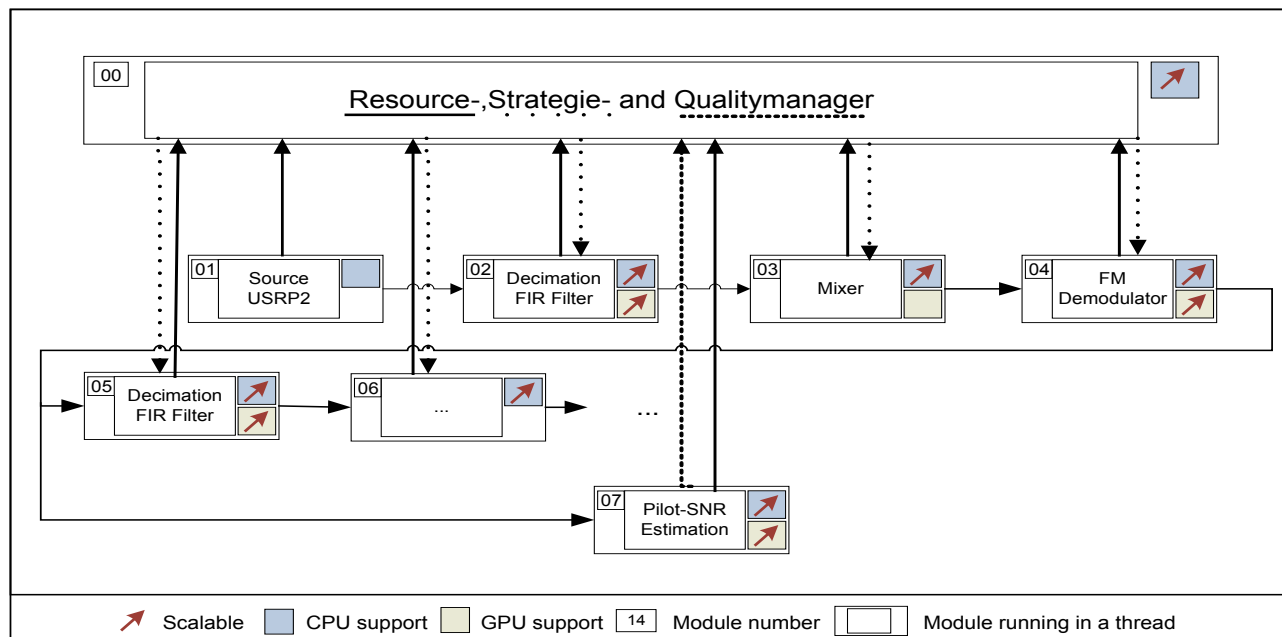 00
Resource-,Strategie- and Qualitymanager
01
Source
USRP2
02
Decimation
FIR Filter
03
Mixer
04
FM
Demodulator
05
Decimation
FIR Filter
06
...
...
07
Pilot-SNR
Estimation
Scalable
CPU support
GPU support
14
Module number
Module running in a thread